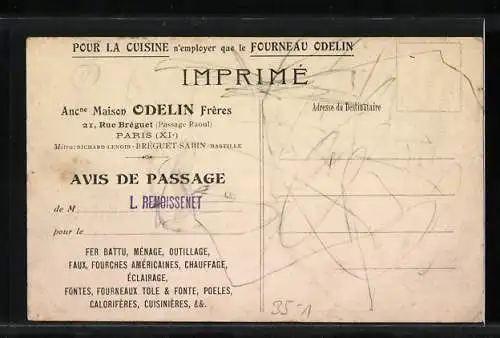 POUR LA CUISINE n'employer que le FOURNEAU ODELIN
IMPRIMÉ
Ancne Maison ODELIN Frères
21, Rue Bréguet (Passage Raoul)
PARIS (XIe)
Métro: RICHARD-LENOIR-BRÉGUET-SABIN-BASTILLE
AVIS DE PASSAGE
de M L. REMOISSENET
pour le
FER BATTU, MÉNAGE, OUTILLAGE,
FAUX, FOURCHES AMÉRICAINES, CHAUFFAGE,
ÉCLAIRAGE,
FONTES, FOURNEAUX TOLE & FONTE, POELES,
CALORIFÈRES, CUISINIÈRES, &&.
Adresse du Destinataire
35-1